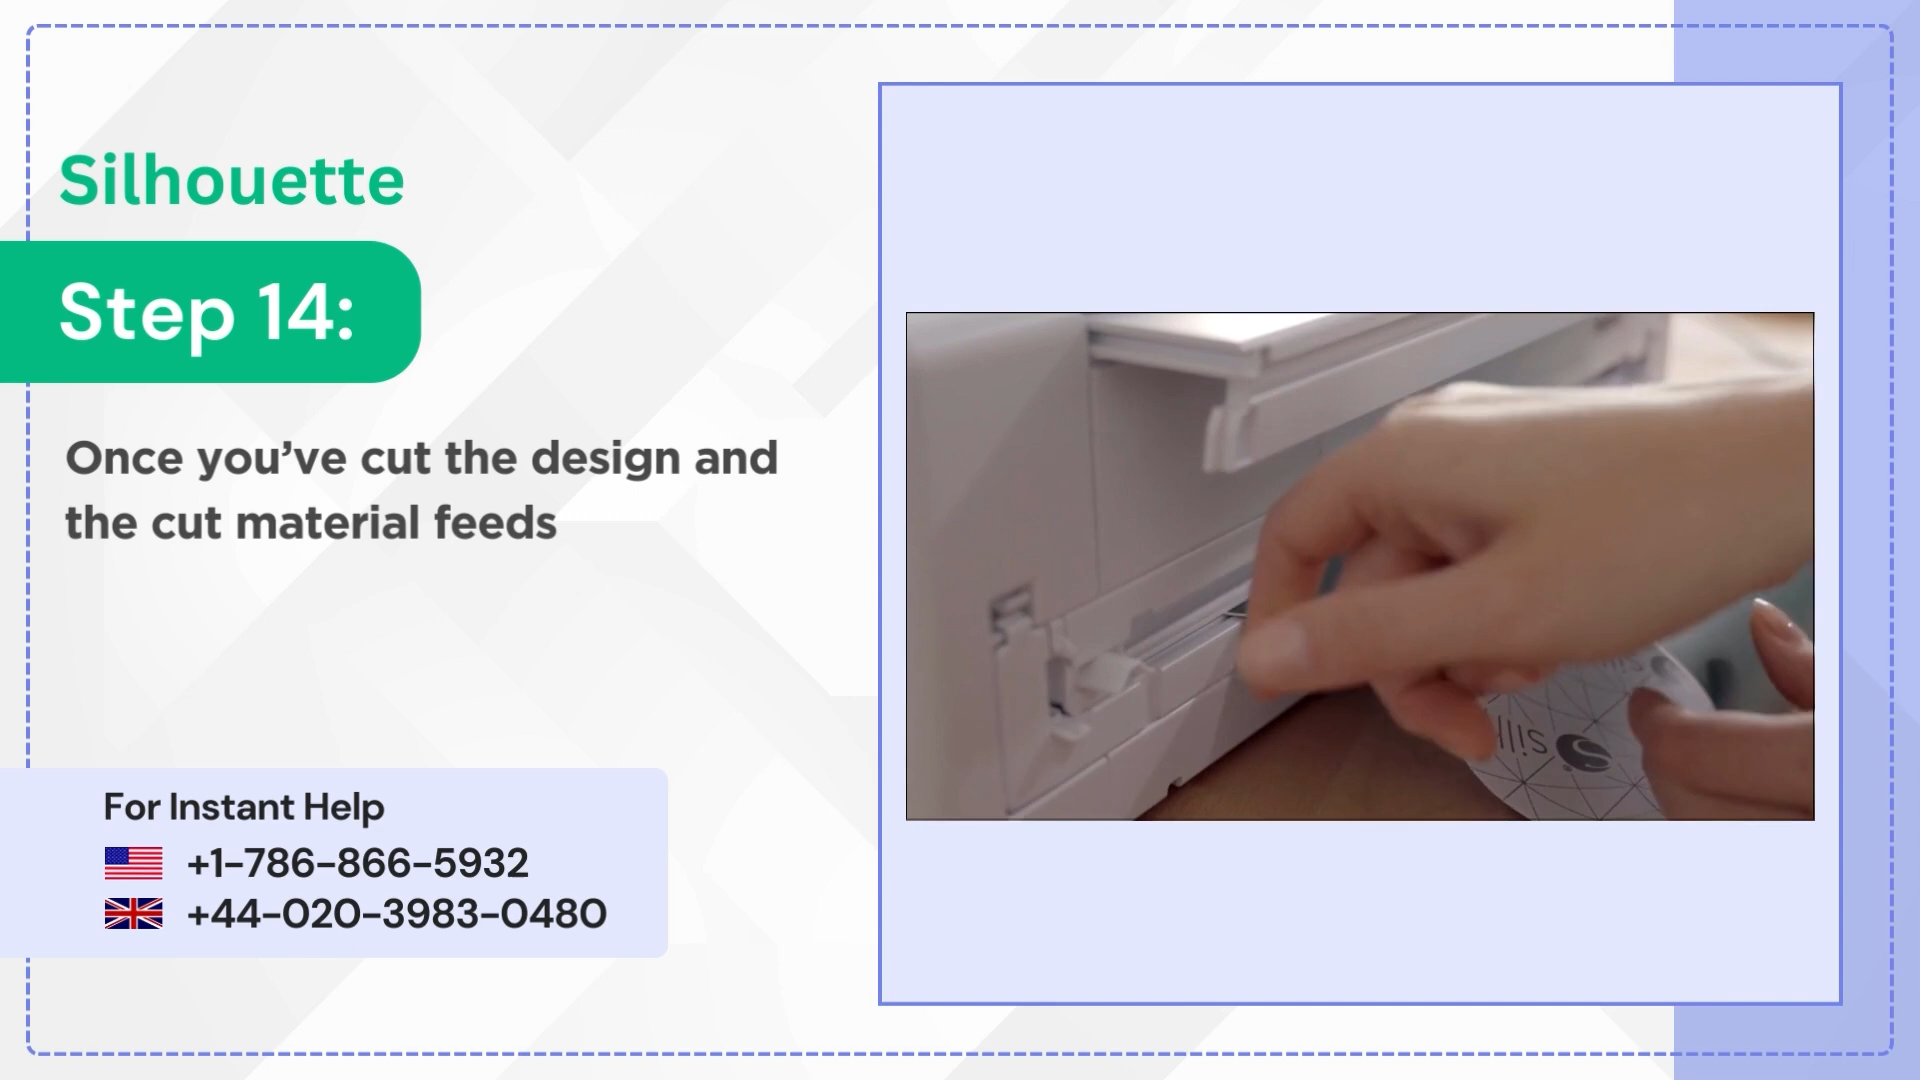 Silhouette
Step 14:
Once you’ve cut the design and
the cut material feeds
For Instant Help
+1-786-866-5932
+44-020-3983-0480